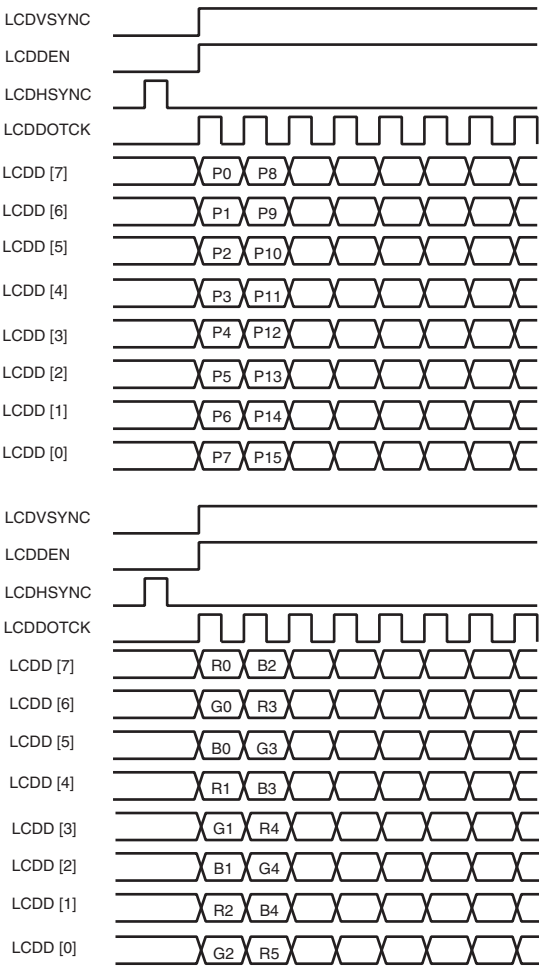 LCDVSYNC
LCDDEN
LCDHSYNC
LCDDOTCK
LCDD [7] P0 P8
LCDD [6] P1 P9
LCDD [5] P2 P10
LCDD [4] P3 P11
LCDD [3] P4 P12
LCDD [2] P5 P13
LCDD [1] P6 P14
LCDD [0] P7 P15
LCDVSYNC
LCDDEN
LCDHSYNC
LCDDOTCK
LCDD [7] R0 B2
LCDD [6] G0 R3
LCDD [5] B0 G3
LCDD [4] R1 B3
LCDD [3] G1 R4
LCDD [2] B1 G4
LCDD [1] R2 B4
LCDD [0] G2 R5